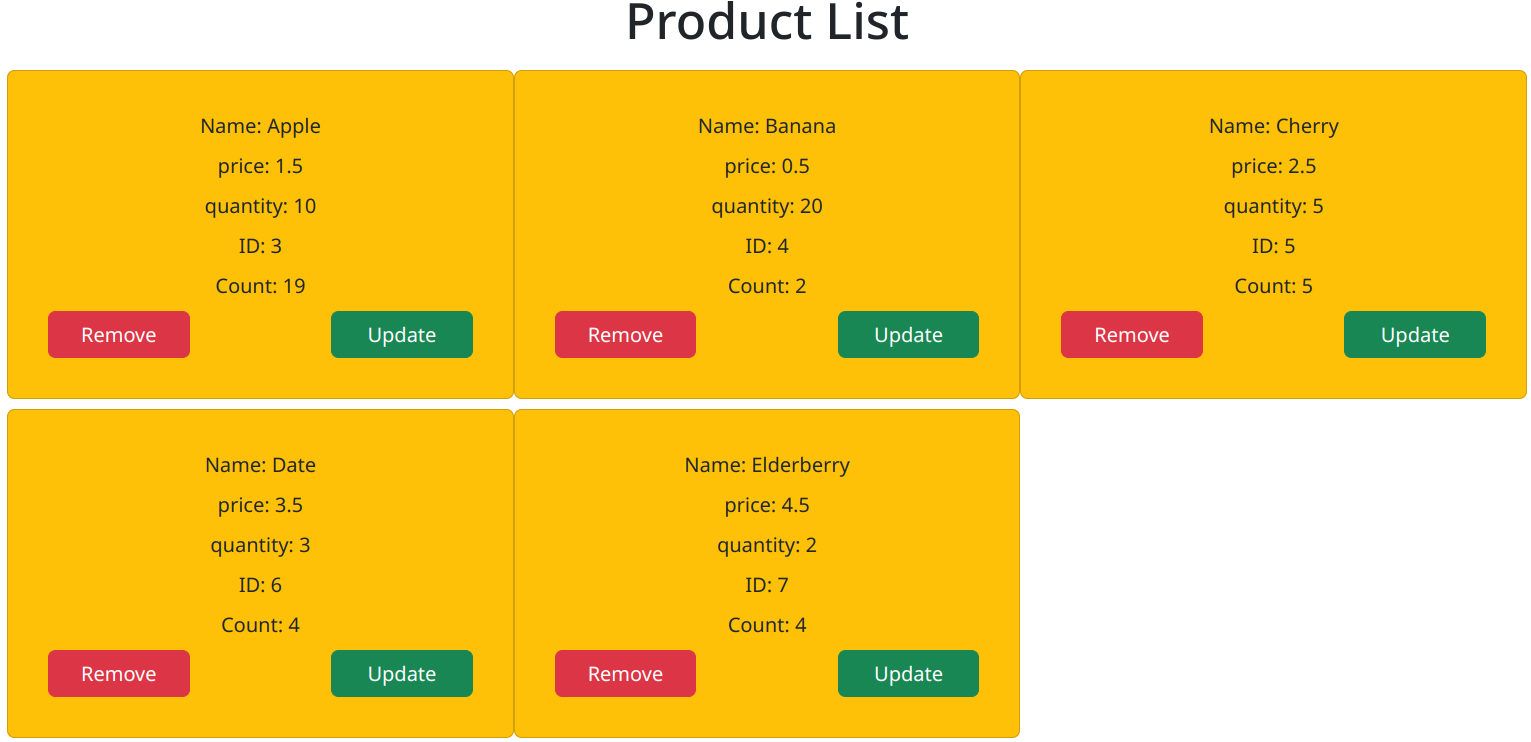 Product List
Name: Apple
price: 1.5
quantity: 10
ID: 3
Count: 19
Remove
Update
Name: Banana
price: 0.5
quantity: 20
ID: 4
Count: 2
Remove
Update
Name: Cherry
price: 2.5
quantity: 5
ID: 5
Count: 5
Remove
Update
Name: Date
price: 3.5
quantity: 3
ID: 6
Count: 4
Remove
Update
Name: Elderberry
price: 4.5
quantity: 2
ID: 7
Count: 4
Remove
Update